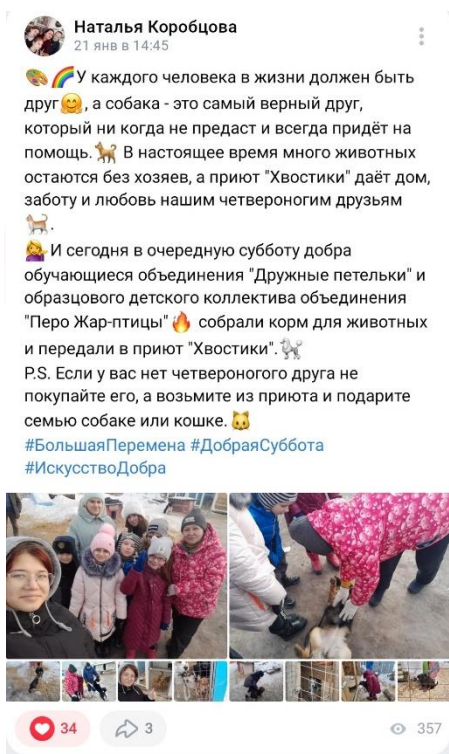 Наталья Коробцова
21 янв в 14:45
🎨🌈У каждого человека в жизни должен быть
друг🤗, а собака - это самый верный друг,
который ни когда не предаст и всегда придёт на
помощь.🐕 В настоящее время много животных
остаются без хозяев, а приют "Хвостики" даёт дом,
заботу и любовь нашим четвероногим друзьям
🐈.
💁‍♀️И сегодня в очередную субботу добра
обучающиеся объединения "Дружные петельки" и
образцового детского коллектива объединения
"Перо Жар-птицы"🔥 собрали корм для животных
и передали в приют "Хвостики".🐩
P.S. Если у вас нет четвероногого друга не
покупайте его, а возьмите из приюта и подарите
семью собаке или кошке.🐱
#БольшаяПеремена #ДобраяСуббота
#ИскусствоДобра
34
3
357